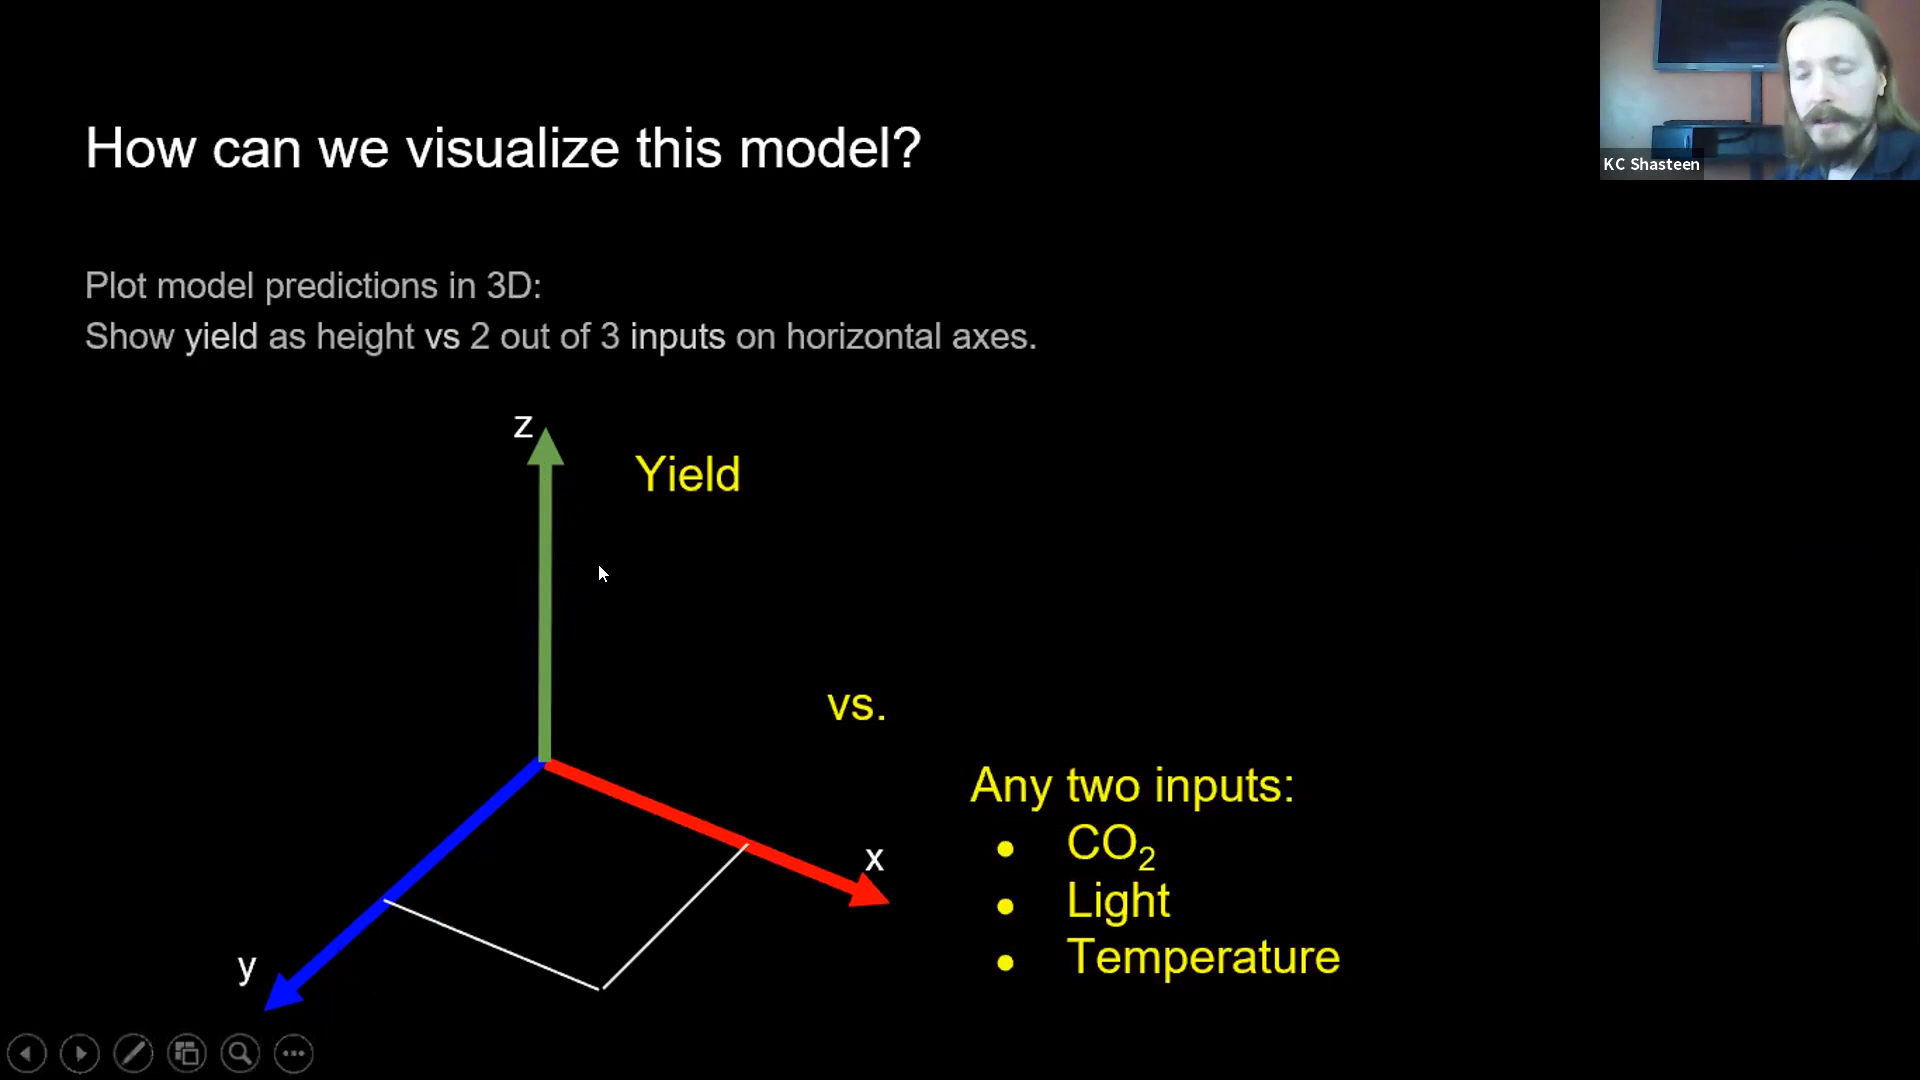 How can we visualize this model?
KC Shasteen
Plot model predictions in 3D:
Show yield as height vs 2 out of 3 inputs on horizontal axes.
z
Yield
vs.
x
y
Any two inputs:
● CO₂
● Light
● Temperature